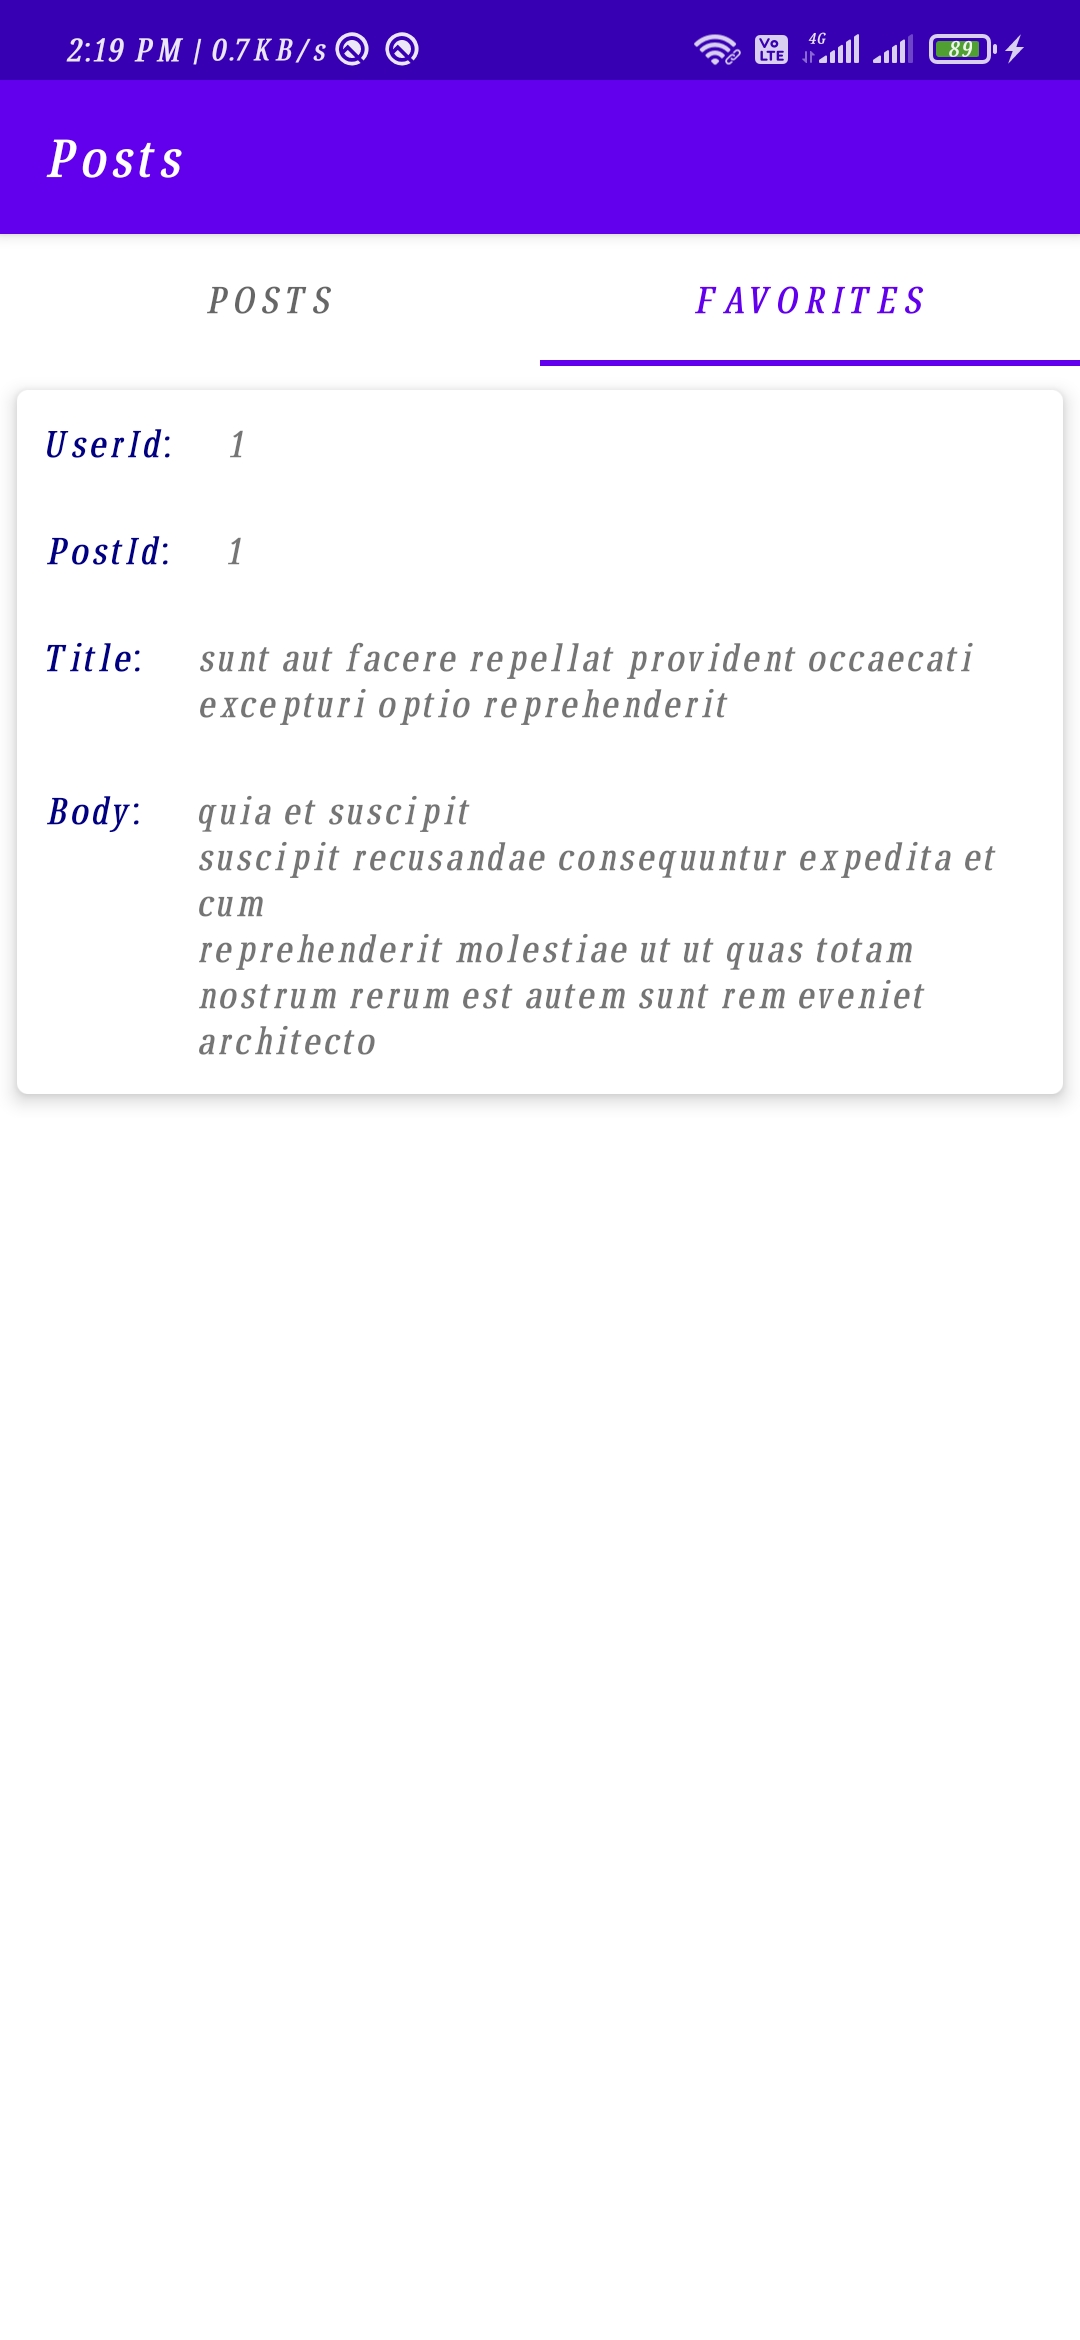 2:19 PM | 0.7KB/s
Vo LTE 4G 89
Posts
POSTS FAVORITES
UserId: 1
PostId: 1
Title: sunt aut facere repellat provident occaecati
excepturi optio reprehenderit
Body: quia et suscipit
suscipit recusandae consequuntur expedita et
cum
reprehenderit molestiae ut ut quas totam
nostrum rerum est autem sunt rem eveniet
architecto